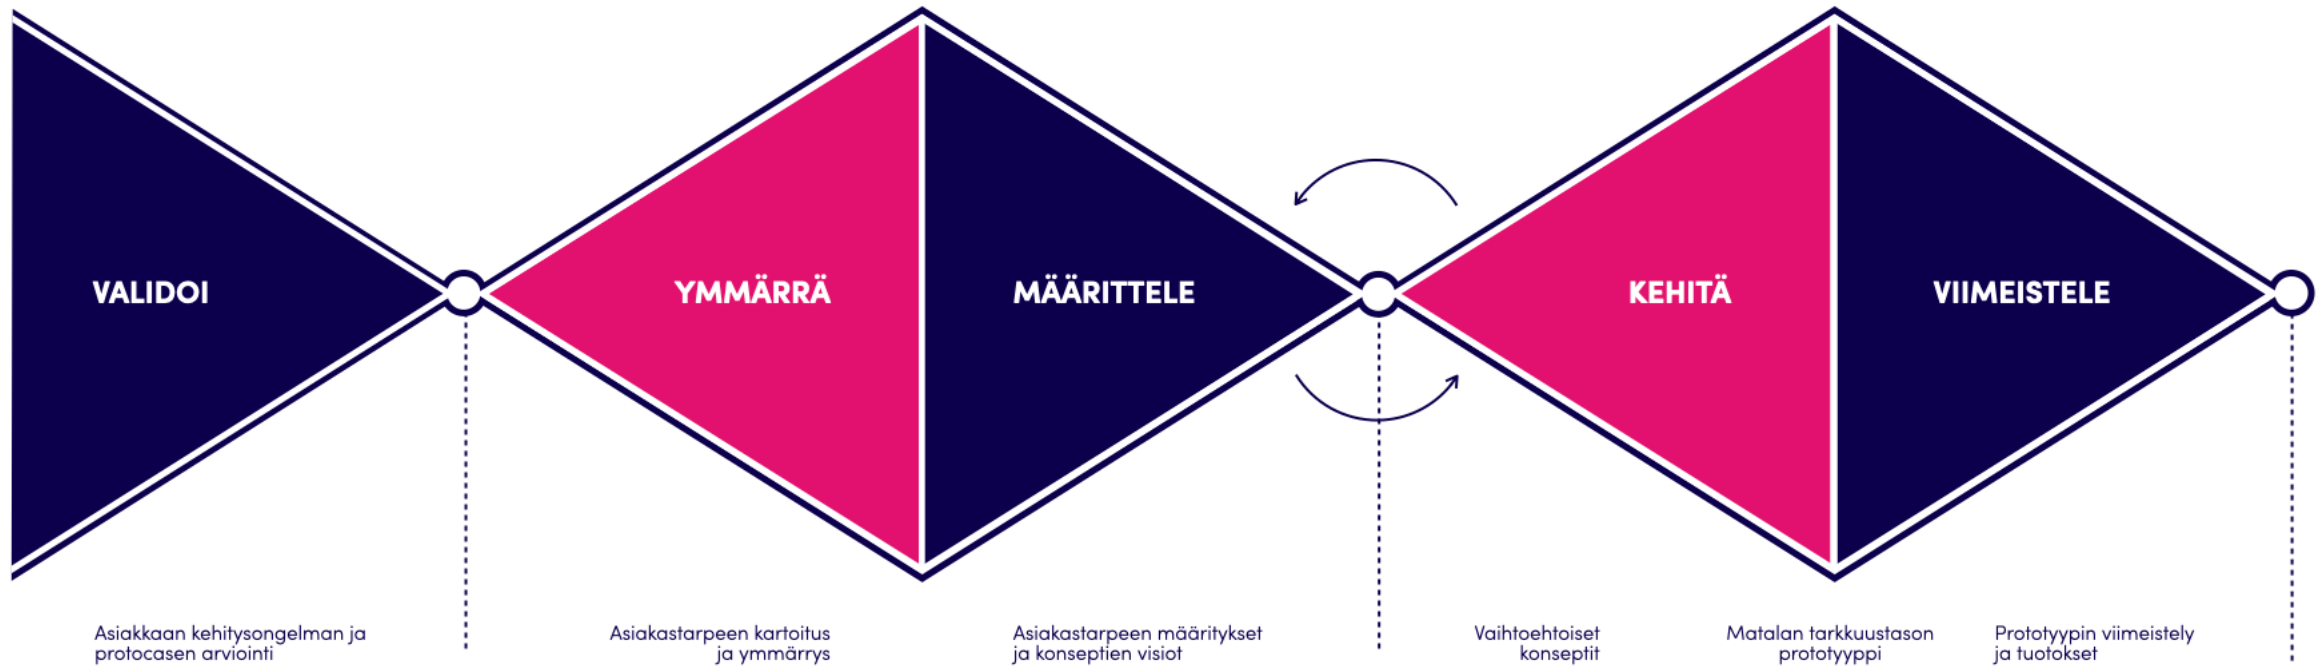 VALIDOI
YMMÄRRÄ
MÄÄRITTELE
KEHITÄ
VIIMEISTELE
Asiakkaan kehitysongelman ja
protocasen arviointi
Asiakastarpeen kartoitus
ja ymmärrys
Asiakastarpeen määritykset
ja konseptien visiot
Vaihtoehtoiset
konseptit
Matalan tarkkuustason
prototyyppi
Prototyypin viimeistely
ja tuotokset